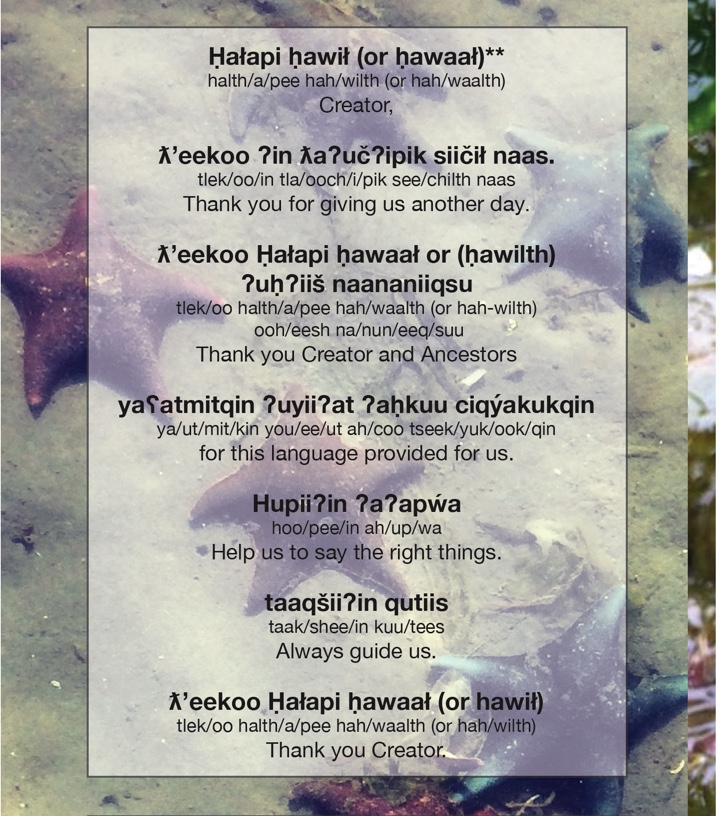 Ḥałapi ḥawił (or ḥawaał)**
halth/a/pee hah/wilth (or hah/waalth)
Creator,
ƛ’eekoo ʔin ƛaʔučʔipik siičił naas.
tlek/oo/in tla/ooch/i/pik see/chilth naas
Thank you for giving us another day.
ƛ’eekoo Ḥałapi ḥawaał or (ḥawilth)
ʔuḥʔiiš naananiiqsu
tlek/oo halth/a/pee hah/waalth (or hah-wilth)
ooh/eesh na/nun/eeq/suu
Thank you Creator and Ancestors
yaʕatmitqin ʔuyiiʔat ʔaḥkuu ciqy̓akukqin
ya/ut/mit/kin you/ee/ut ah/coo tseek/yuk/ook/qin
for this language provided for us.
Hupiiʔin ʔaʔapw̓a
hoo/pee/in ah/up/wa
Help us to say the right things.
taaqšiiʔin qutiis
taak/shee/in kuu/tees
Always guide us.
ƛ’eekoo Ḥałapi ḥawaał (or hawił)
tlek/oo halth/a/pee hah/waalth (or hah/wilth)
Thank you Creator.